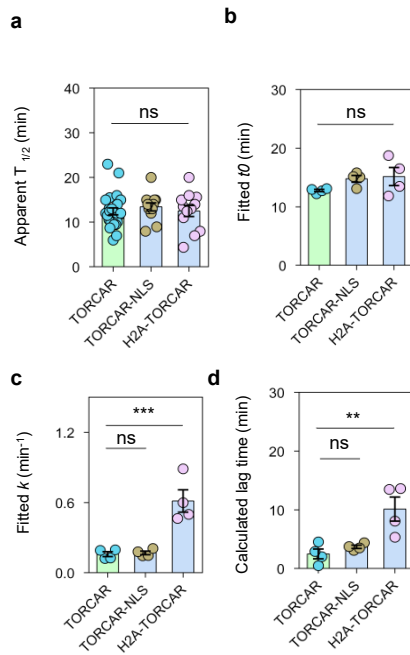 a
Apparent T 1/2 (min)
40
30
20
10
0
ns
TORCAR
TORCAR-NLS
H2A-TORCAR
b
Fitted t0 (min)
30
15
0
ns
TORCAR
TORCAR-NLS
H2A-TORCAR
c
Fitted k (min-1)
1.2
0.6
0.0
***
ns
TORCAR
TORCAR-NLS
H2A-TORCAR
d
Calculated lag time (min)
30
20
10
0
**
ns
TORCAR
TORCAR-NLS
H2A-TORCAR